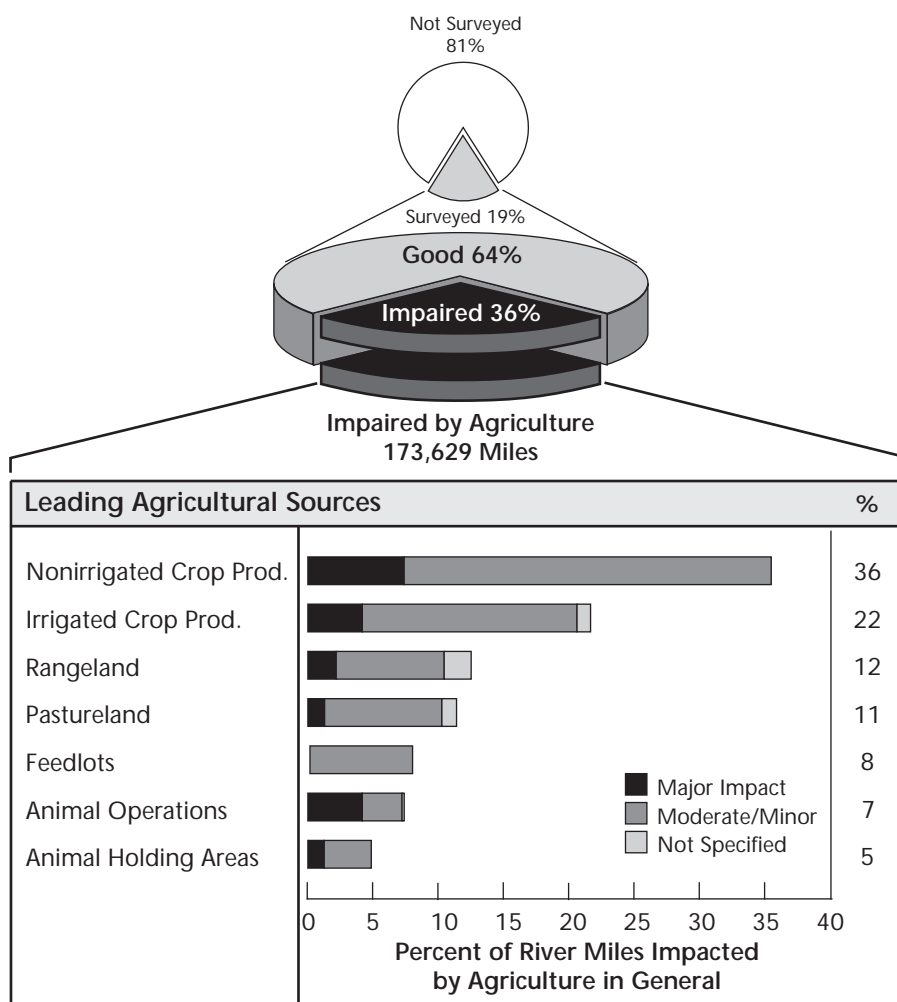 Not Surveyed
81%
Surveyed 19%
Good 64%
Impaired 36%
Impaired by Agriculture
173,629 Miles
Leading Agricultural Sources %
Nonirrigated Crop Prod. 36
Irrigated Crop Prod. 22
Rangeland 12
Pastureland 11
Feedlots 8
Animal Operations 7
Animal Holding Areas 5
Major Impact
Moderate/Minor
Not Specified
0 5 10 15 20 25 30 35 40
Percent of River Miles Impacted
by Agriculture in General